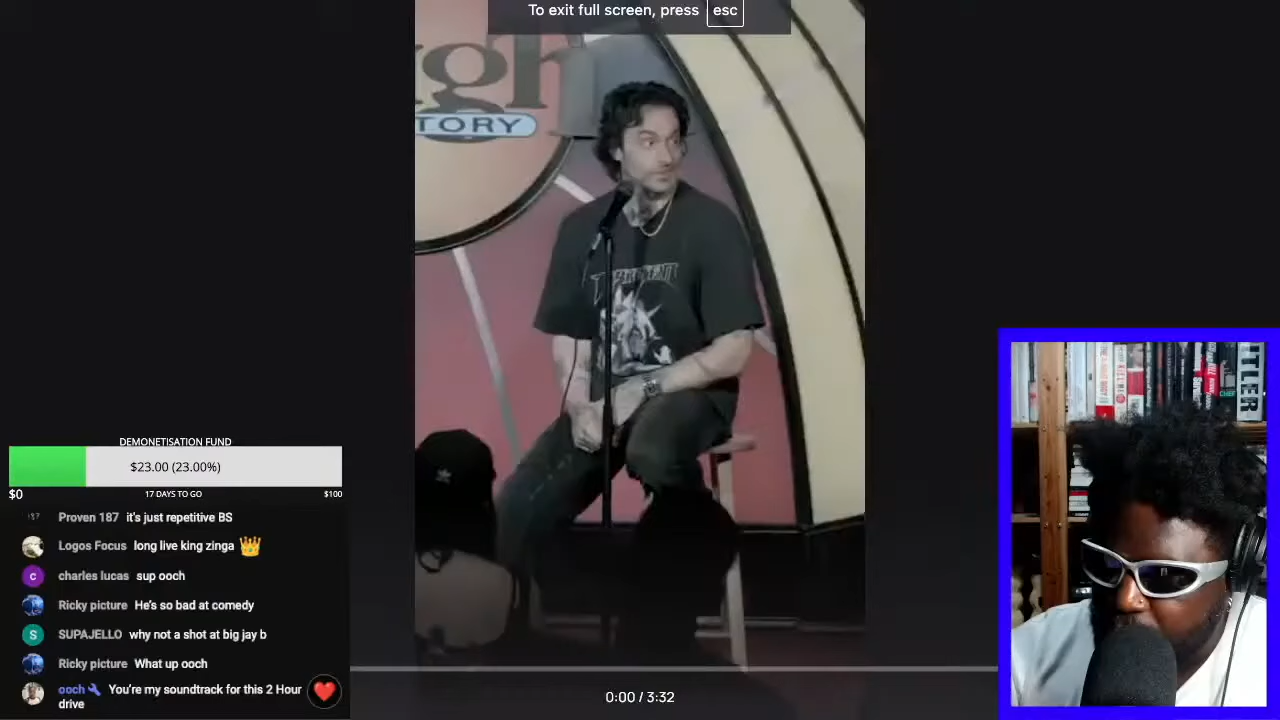 To exit full screen, press esc
ugh
TORY
DEMONETISATION FUND
$23.00 (23.00%)
$0
17 DAYS TO GO
$100
Proven 187 it's just repetitive BS
Logos Focus long live king zinga 👑
charles lucas sup ooch
Ricky picture He's so bad at comedy
SUPAJELLO why not a shot at big jay b
Ricky picture What up ooch
ooch 🔧 You're my soundtrack for this 2 Hour
drive
0:00 / 3:32